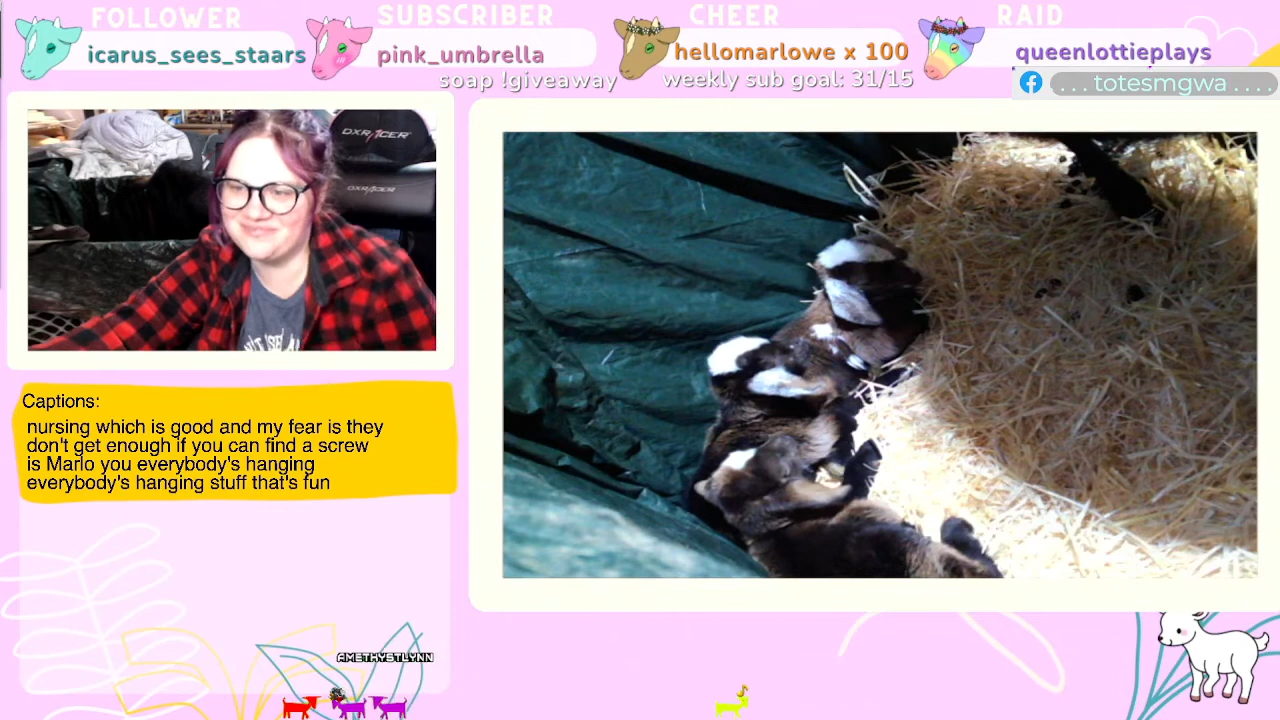 FOLLOWER
icarus_sees_staars
SUBSCRIBER
pink_umbrella
CHEER
hellomarlowe x 100
RAID
queenlottieplays
soap !giveaway
weekly sub goal: 31/15
...totesmgwa....
DXRACER
DXRACER
Captions:
nursing which is good and my fear is they
don't get enough if you can find a screw
is Marlo you everybody's hanging
everybody's hanging stuff that's fun
AMETHYSTLYNN